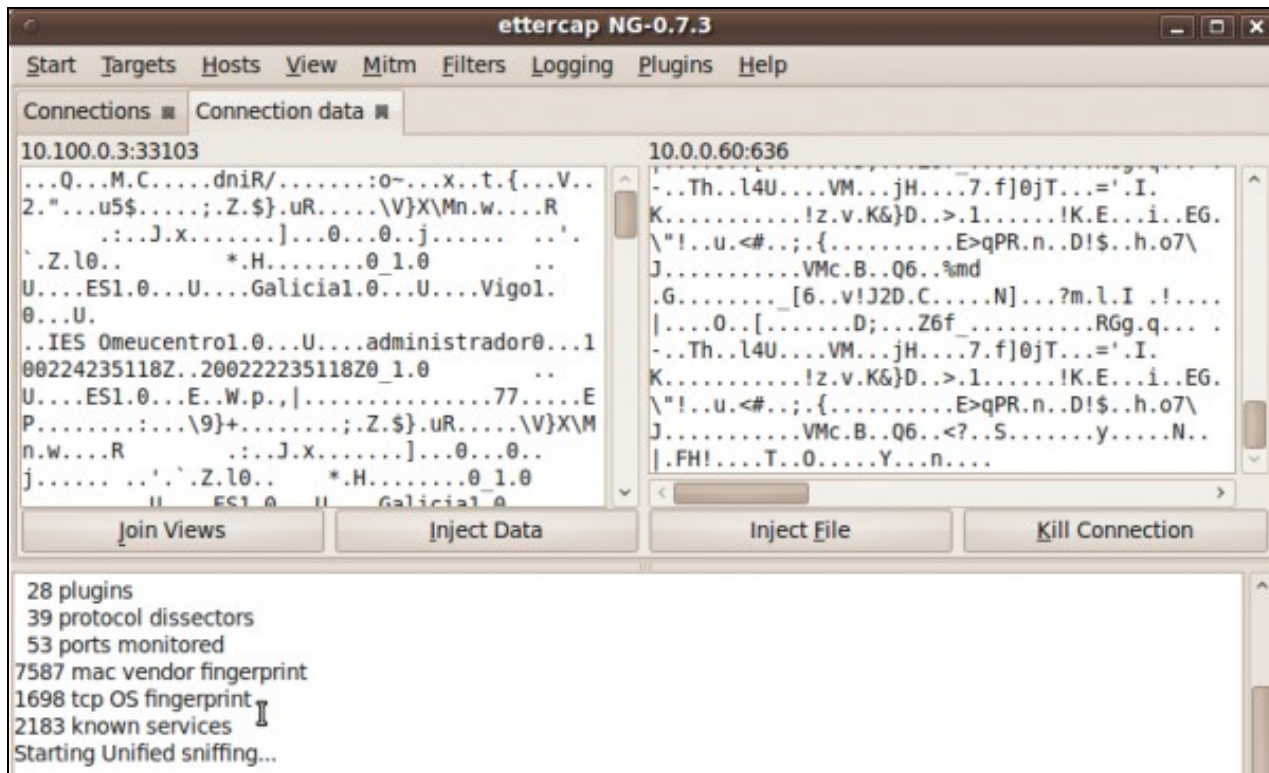 ettercap NG-0.7.3
Start Targets Hosts View Mitm Filters Logging Plugins Help
Connections Connection data
10.100.0.3:33103
...Q...M.C.....dniR/.......:o~...x..t.{...V..
2."...u5$.....;.Z.$}.uR.....\V}X\Mn.w....R
.:..J.x........]...0...0..j...... ..'.
`.Z.l0.. *.H........0_1.0 ..
U....ES1.0...U....Galicia1.0...U....Vigo1.
0...U.
..IES Omeucentro1.0...U....administrador0...1
00224235118Z..200222235118Z0_1.0 ..
U....ES1.0...E..W.p.,|...............77.....E
P........:...\9}+........;.Z.$}.uR.....\V}X\M
n.w....R .:..J.x........]...0...0..
j...... ..'.`.Z.l0.. *.H........0_1.0
U....ES1.0...U....Galicia1.0
10.0.0.60:636
-..Th..l4U....VM...jH....7.f]0jT...='.I.
K...........!z.v.K&}D..>.1......!K.E...i..EG.
\"!..u.<#..;.{..........E>qPR.n..D!$..h.o7\
J...........VMc.B..Q6..%md
.G........_[6..v!J2D.C.....N]...?m.l.I .!....
|....O..[.......D;...Z6f_..........RGg.q... .
-..Th..l4U....VM...jH....7.f]0jT...='.I.
K...........!z.v.K&}D..>.1......!K.E...i..EG.
\"!..u.<#..;.{..........E>qPR.n..D!$..h.o7\
J...........VMc.B..Q6..<?..S.......y.....N..
|.FH!....T..O.....Y...n....
Join Views Inject Data Inject File Kill Connection
28 plugins
39 protocol dissectors
53 ports monitored
7587 mac vendor fingerprint
1698 tcp OS fingerprint
2183 known services
Starting Unified sniffing...